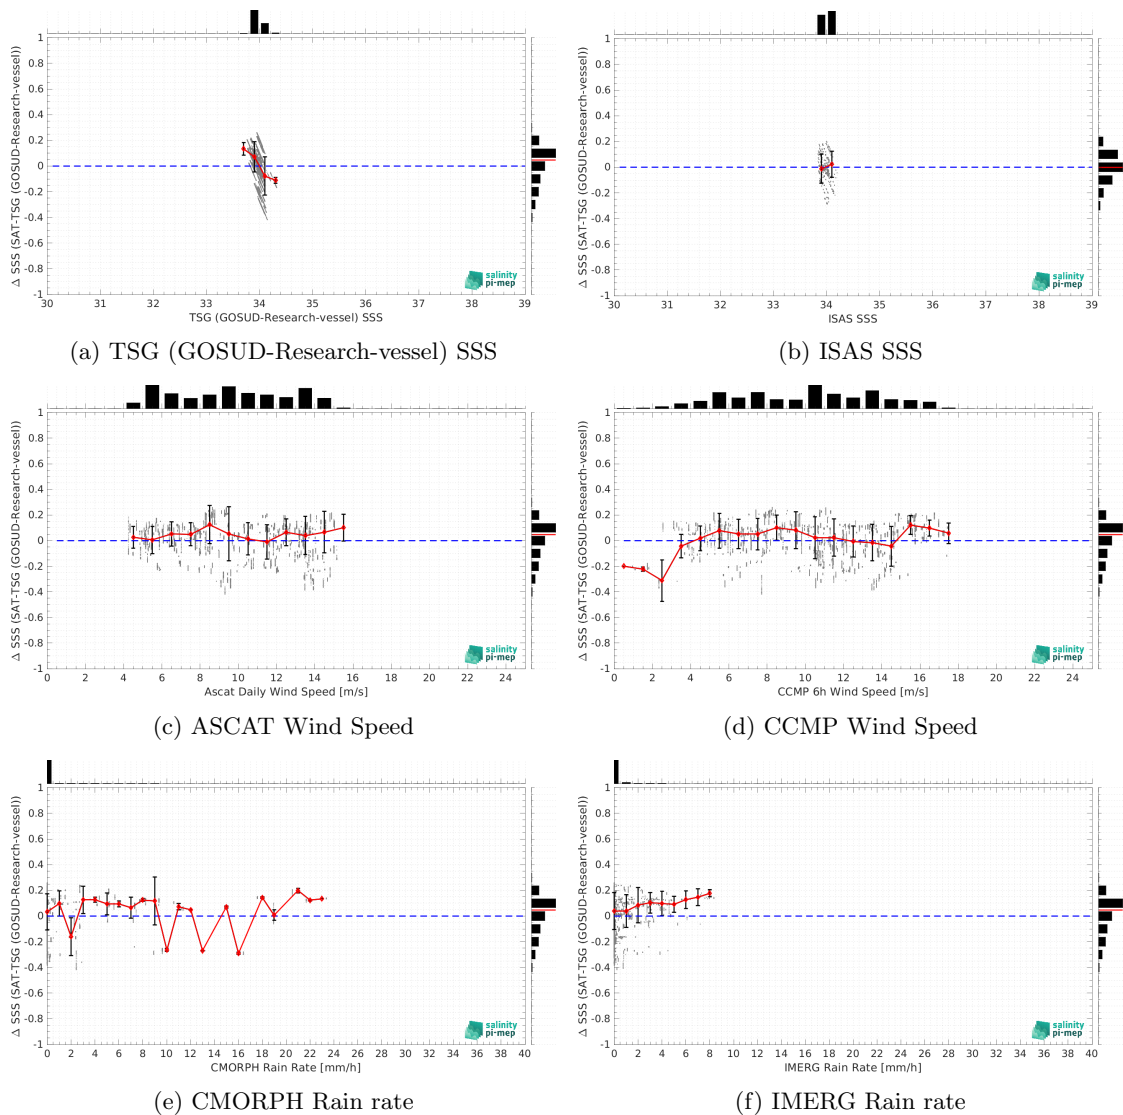 1
0.8
0.6
0.4
0.2
0
-0.2
-0.4
-0.6
-0.8
-1
Δ SSS (SAT-TSG (GOSUD-Research-vessel))
salinity
pi-mep
30 31 32 33 34 35 36 37 38 39
TSG (GOSUD-Research-vessel) SSS
(a) TSG (GOSUD-Research-vessel) SSS
1
0.8
0.6
0.4
0.2
0
-0.2
-0.4
-0.6
-0.8
-1
Δ SSS (SAT-TSG (GOSUD-Research-vessel))
salinity
pi-mep
30 31 32 33 34 35 36 37 38 39
ISAS SSS
(b) ISAS SSS
1
0.8
0.6
0.4
0.2
0
-0.2
-0.4
-0.6
-0.8
-1
Δ SSS (SAT-TSG (GOSUD-Research-vessel))
salinity
pi-mep
0 2 4 6 8 10 12 14 16 18 20 22 24
Ascat Daily Wind Speed [m/s]
(c) ASCAT Wind Speed
1
0.8
0.6
0.4
0.2
0
-0.2
-0.4
-0.6
-0.8
-1
Δ SSS (SAT-TSG (GOSUD-Research-vessel))
salinity
pi-mep
0 2 4 6 8 10 12 14 16 18 20 22 24
CCMP 6h Wind Speed [m/s]
(d) CCMP Wind Speed
1
0.8
0.6
0.4
0.2
0
-0.2
-0.4
-0.6
-0.8
-1
Δ SSS (SAT-TSG (GOSUD-Research-vessel))
salinity
pi-mep
0 2 4 6 8 10 12 14 16 18 20 22 24 26 28 30 32 34 36 38 40
CMORPH Rain Rate [mm/h]
(e) CMORPH Rain rate
1
0.8
0.6
0.4
0.2
0
-0.2
-0.4
-0.6
-0.8
-1
Δ SSS (SAT-TSG (GOSUD-Research-vessel))
salinity
pi-mep
0 2 4 6 8 10 12 14 16 18 20 22 24 26 28 30 32 34 36 38 40
IMERG Rain Rate [mm/h]
(f) IMERG Rain rate